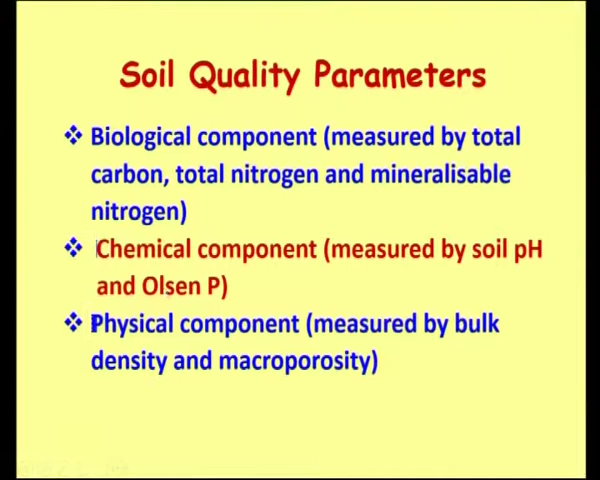 Soil Quality Parameters
❖ Biological component (measured by total
carbon, total nitrogen and mineralisable
nitrogen)
❖ Chemical component (measured by soil pH
and Olsen P)
❖ Physical component (measured by bulk
density and macroporosity)